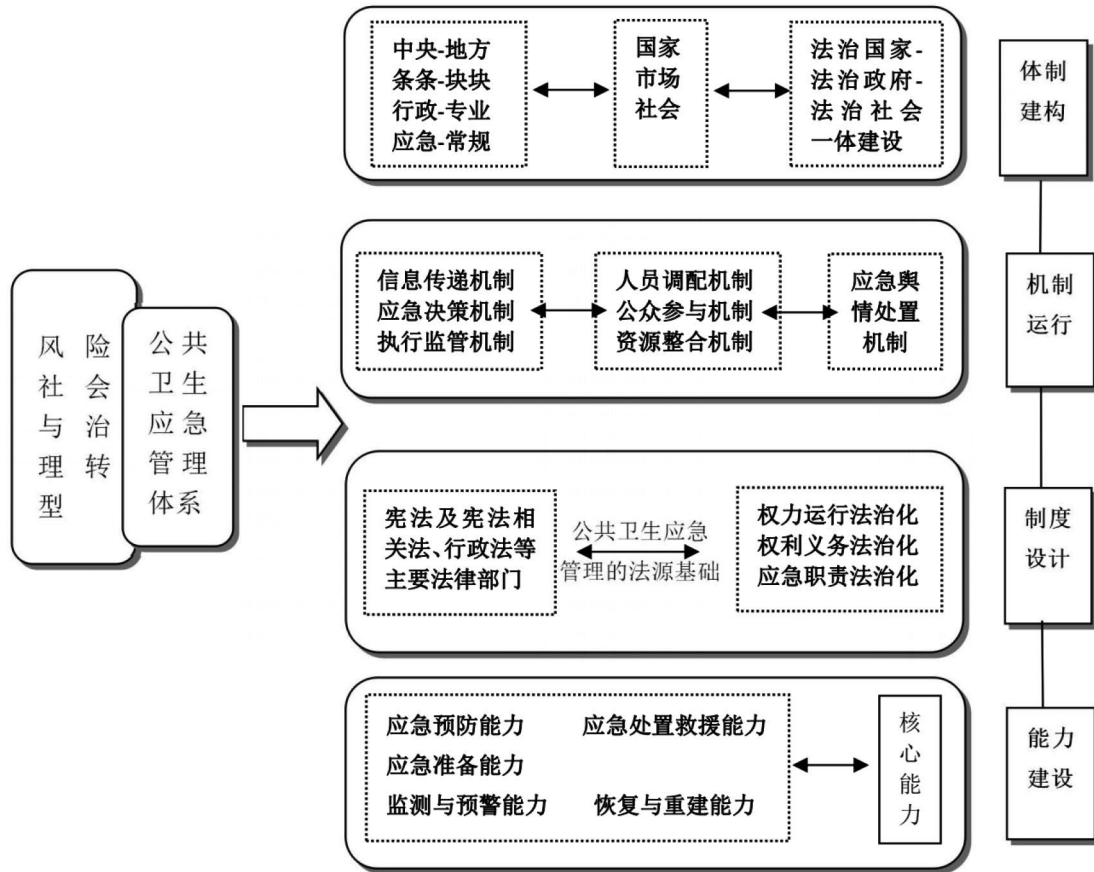 风险
社会
与治
理转
型
公共
卫生
应急
管理
体系
中央-地方
条条-块块
行政-专业
应急-常规
国家
市场
社会
法治国家-
法治政府-
法治社会
一体建设
体制
建构
信息传递机制
应急决策机制
执行监管机制
人员调配机制
公众参与机制
资源整合机制
应急舆
情处置
机制
机制
运行
宪法及宪法相
关法、行政法等
主要法律部门
公共卫生应急
管理的法源基础
权力运行法治化
权利义务法治化
应急职责法治化
制度
设计
应急预防能力
应急处置救援能力
应急准备能力
监测与预警能力
恢复与重建能力
核
心
能
力
能力
建设